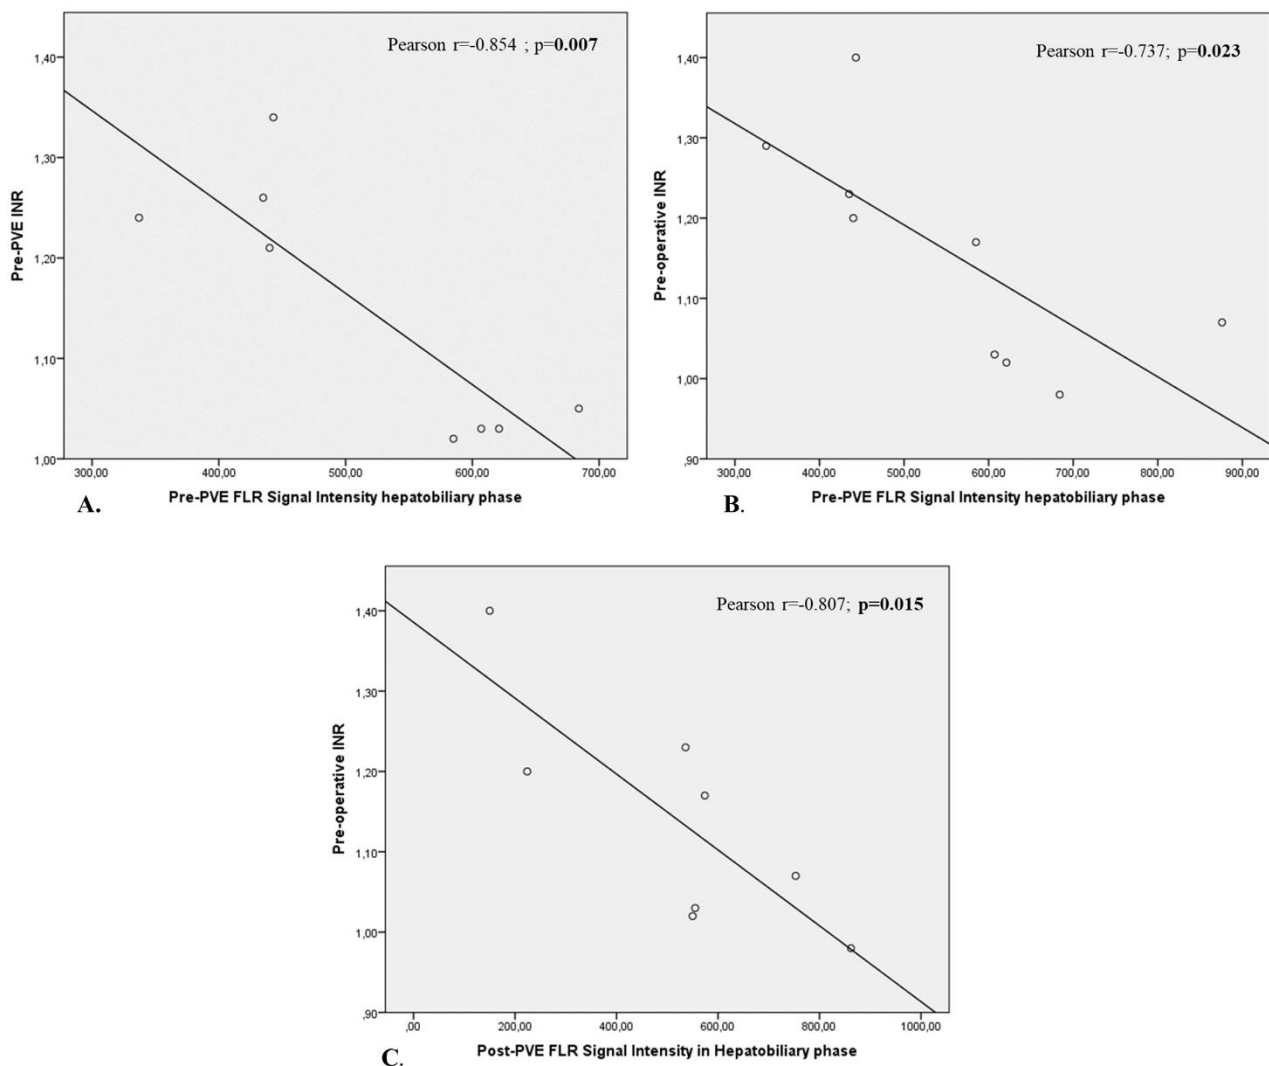 Pearson r=-0.854 ; p=0.007
1,40
1,30
1,20
1,10
1,00
Pre-PVE INR
300,00 400,00 500,00 600,00 700,00
Pre-PVE FLR Signal Intensity hepatobiliary phase
A.
Pearson r=-0.737; p=0.023
1,40
1,30
1,20
1,10
1,00
,90
Pre-operative INR
300,00 400,00 500,00 600,00 700,00 800,00 900,00
Pre-PVE FLR Signal Intensity hepatobiliary phase
B.
Pearson r=-0.807; p=0.015
1,40
1,30
1,20
1,10
1,00
,90
Pre-operative INR
,00 200,00 400,00 600,00 800,00 1000,00
Post-PVE FLR Signal Intensity in Hepatobiliary phase
C.